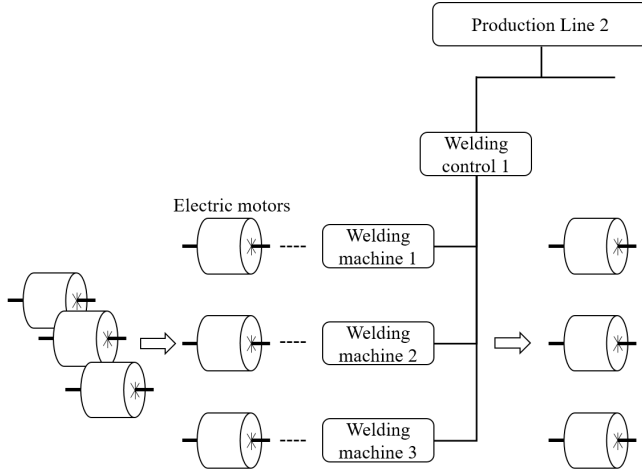 Production Line 2
Welding
control 1
Electric motors
Welding
machine 1
Welding
machine 2
Welding
machine 3